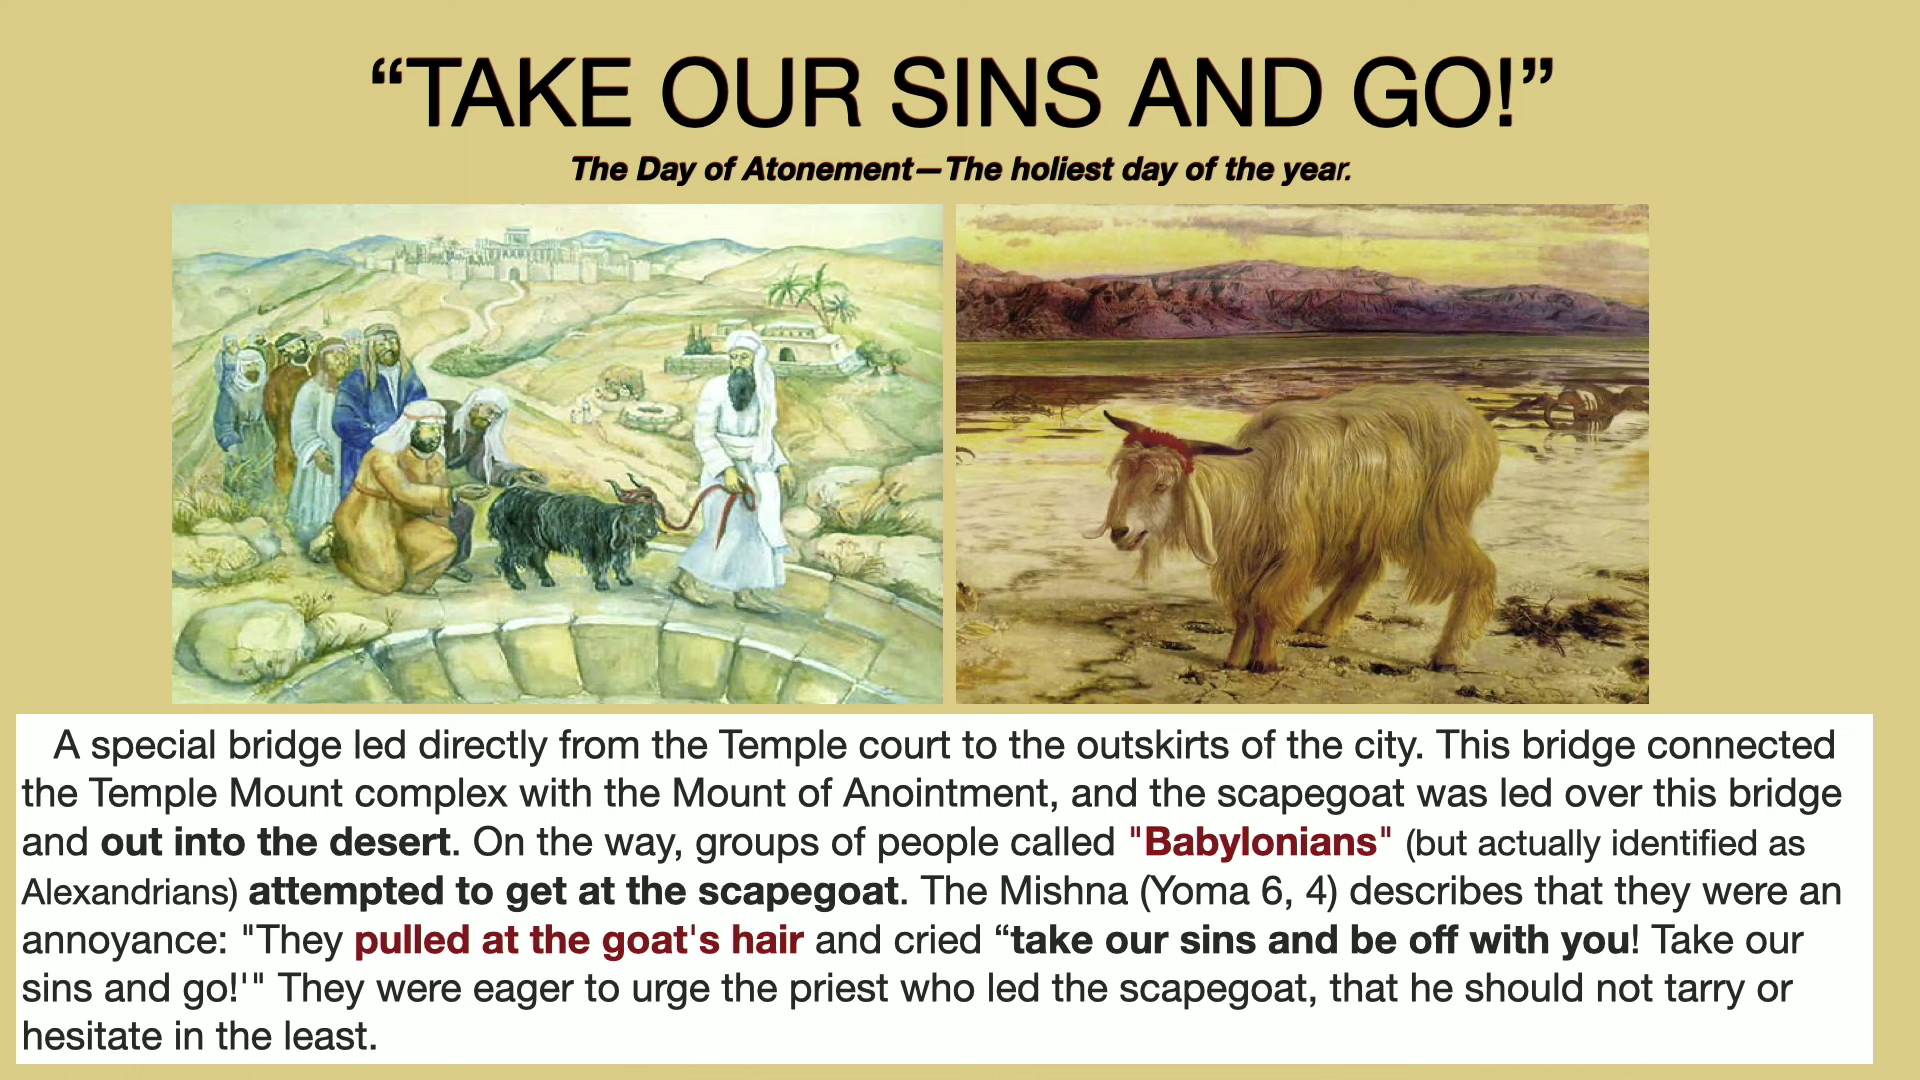 “TAKE OUR SINS AND GO!”
The Day of Atonement—The holiest day of the year.
A special bridge led directly from the Temple court to the outskirts of the city. This bridge connected
the Temple Mount complex with the Mount of Anointment, and the scapegoat was led over this bridge
and out into the desert. On the way, groups of people called "Babylonians" (but actually identified as
Alexandrians) attempted to get at the scapegoat. The Mishna (Yoma 6, 4) describes that they were an
annoyance: "They pulled at the goat's hair and cried “take our sins and be off with you! Take our
sins and go!'" They were eager to urge the priest who led the scapegoat, that he should not tarry or
hesitate in the least.